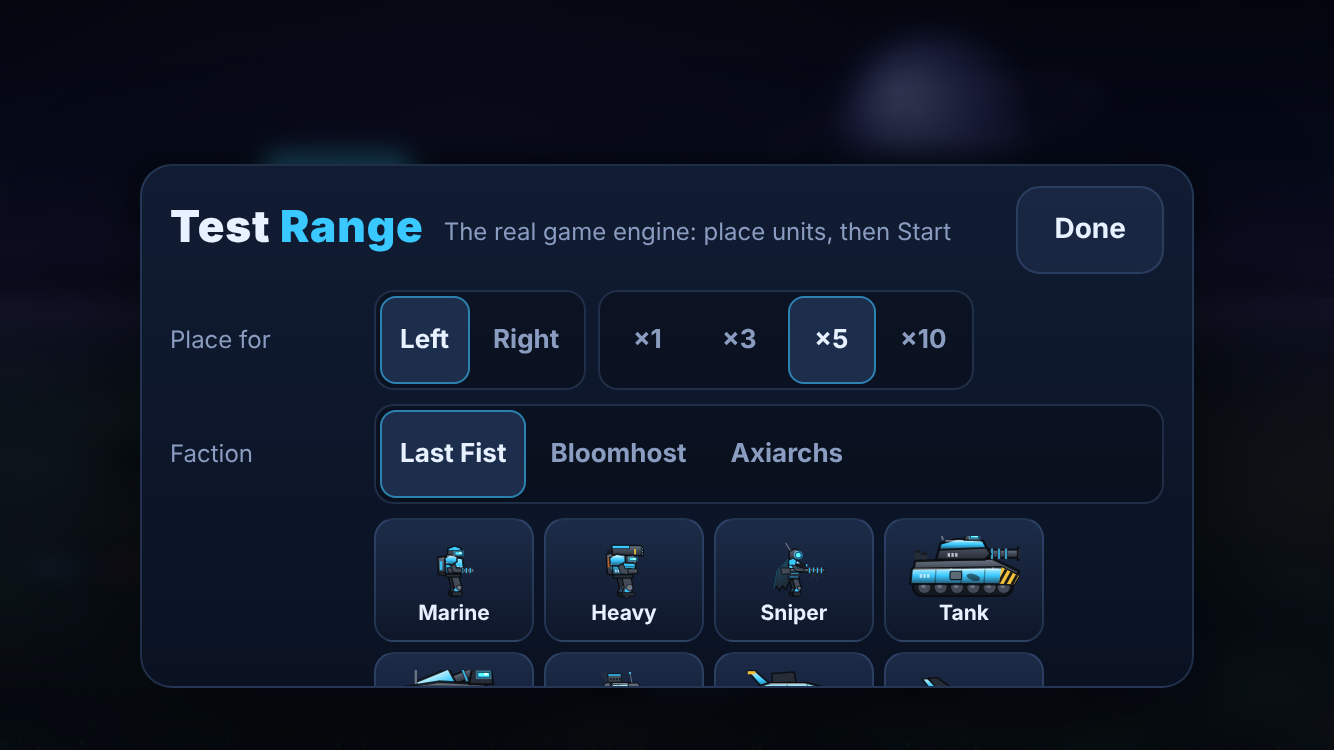 Test Range The real game engine: place units, then Start Done
Place for Left Right ×1 ×3 ×5 ×10
Faction Last Fist Bloomhost Axiarchs
Marine Heavy Sniper Tank